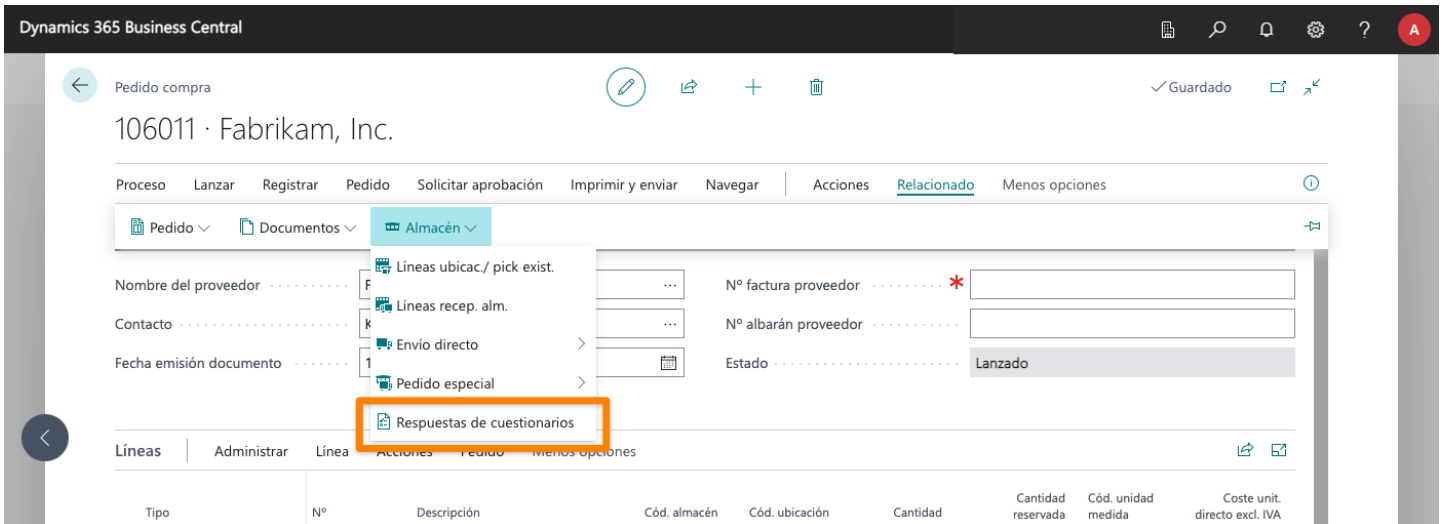 Dynamics 365 Business Central
A
Pedido compra
Guardado
106011 · Fabrikam, Inc.
Proceso Lanzar Registrar Pedido Solicitar aprobación Imprimir y enviar Navegar Acciones Relacionado Menos opciones
Pedido Documentos Almacén
Líneas ubicac./ pick exist.
Líneas recep. alm.
Envío directo
Pedido especial
Respuestas de cuestionarios
Nombre del proveedor Nº factura proveedor *
Contacto Nº albarán proveedor
Fecha emisión documento 1 Estado Lanzado
Líneas Administrar Línea Acciones Pedido Menos opciones
Tipo Nº Descripción Cód. almacén Cód. ubicación Cantidad Cantidad reservada Cód. unidad medida Coste unit. directo excl. IVA